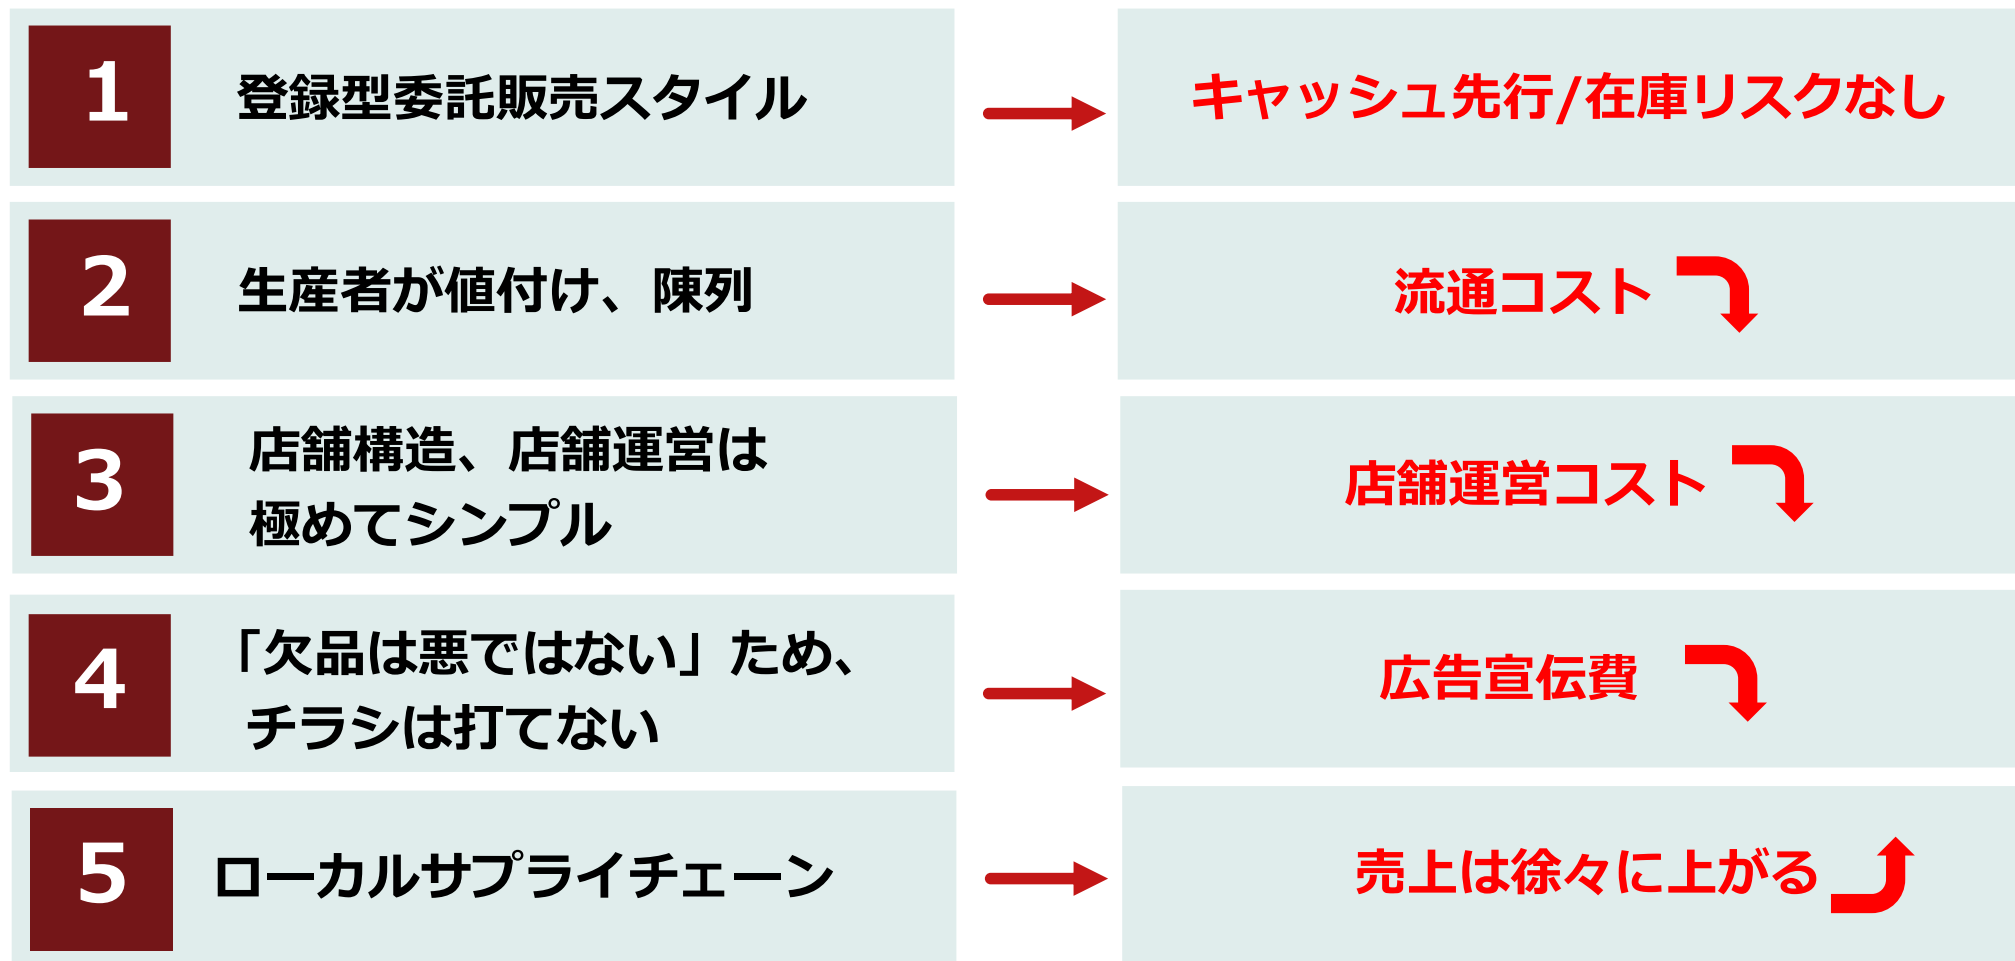 1
登録型委託販売スタイル
キャッシュ先行/在庫リスクなし
2
生産者が値付け、陳列
流通コスト
3
店舗構造、店舗運営は
極めてシンプル
店舗運営コスト
4
「欠品は悪ではない」ため、
チラシは打てない
広告宣伝費
5
ローカルサプライチェーン
売上は徐々に上がる